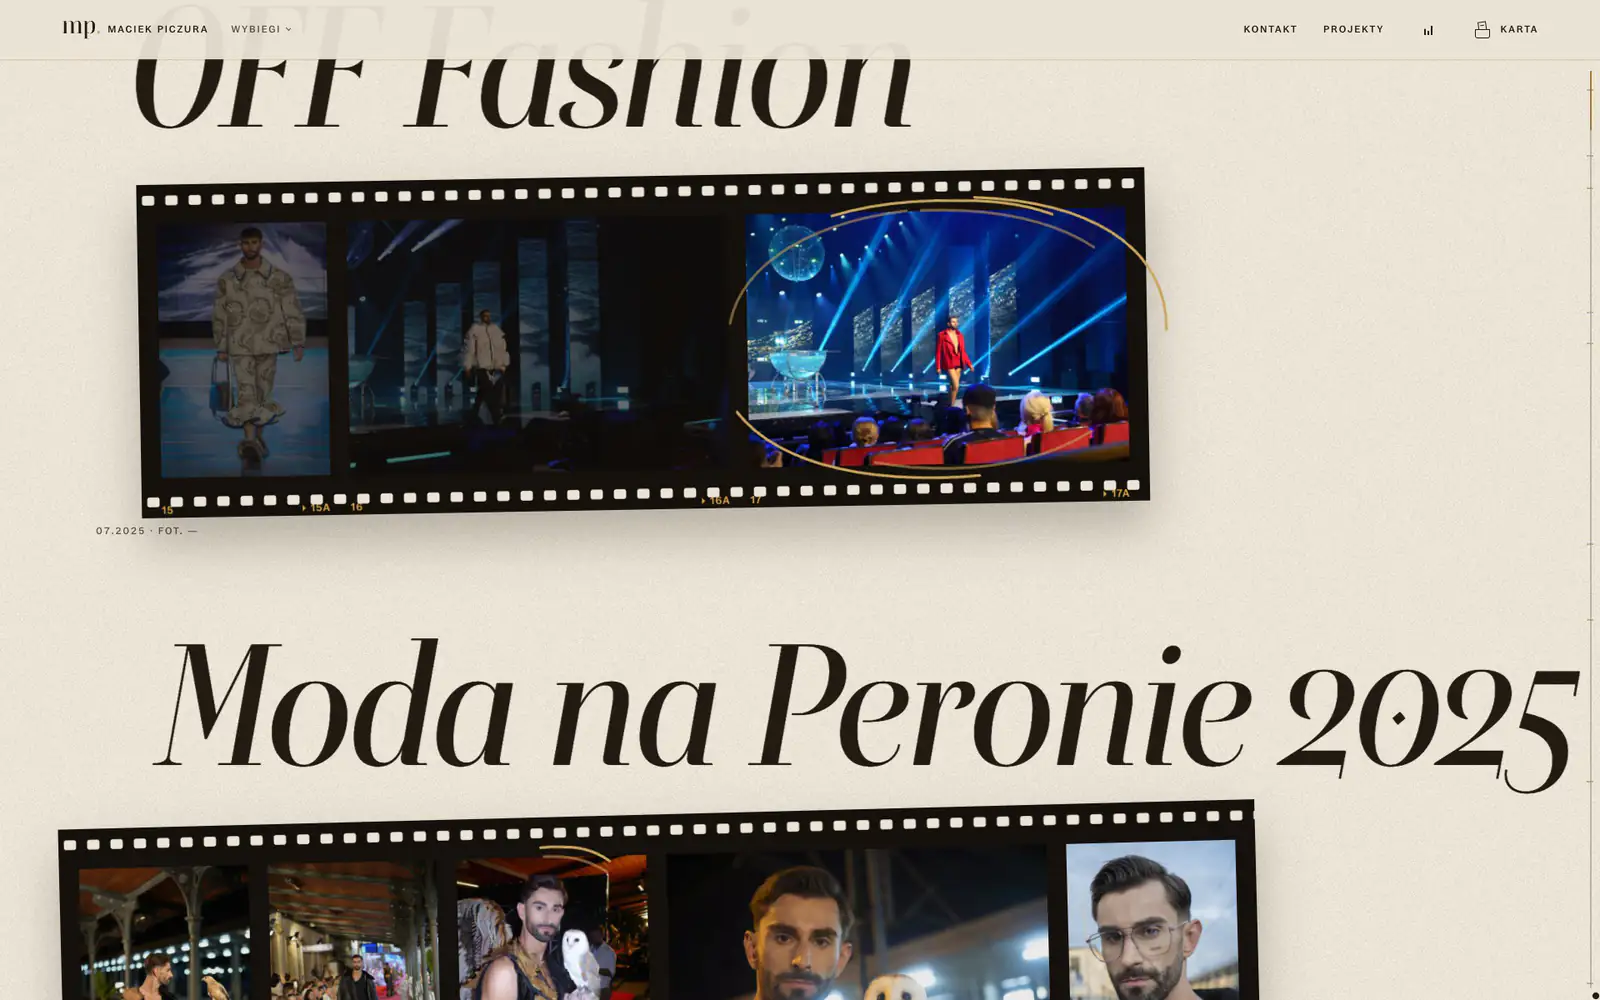 mp. MACIEK PICZURA WYBIEGI KONTAKT PROJEKTY KARTA
OFF Fashion
15 15A 16 16A 17 17A
07.2025 · FOT. —
Moda na Peronie 2025